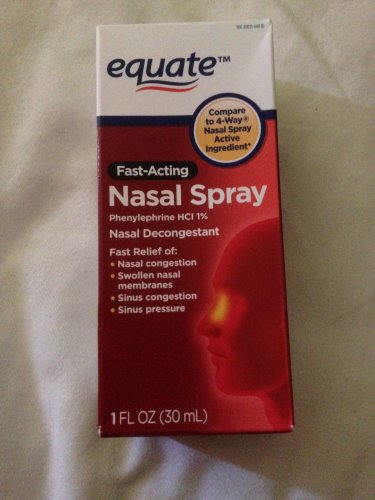 equate™
Compare
to 4-Way®
Nasal Spray
Active
Ingredient*
Fast-Acting
Nasal Spray
Phenylephrine HCl 1%
Nasal Decongestant
Fast Relief of:
• Nasal congestion
• Swollen nasal
membranes
• Sinus congestion
• Sinus pressure
1 FL OZ (30 mL)